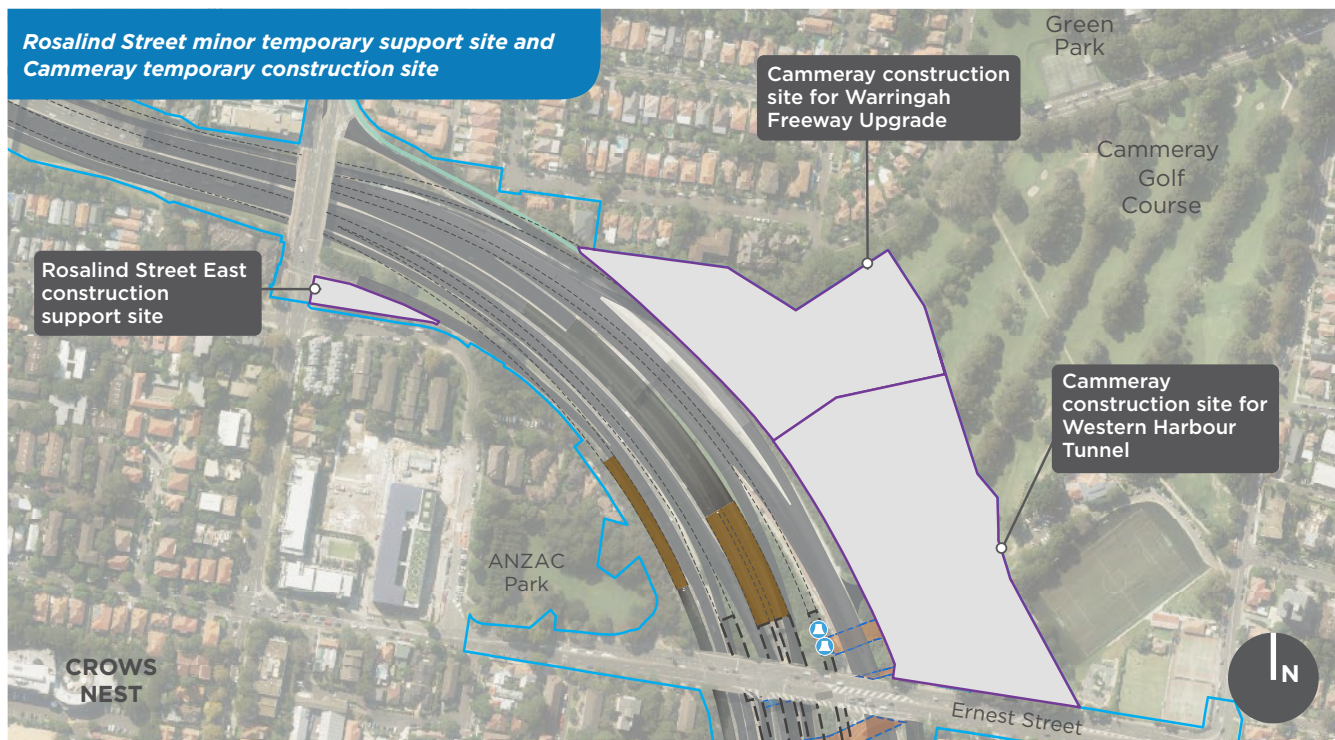 Rosalind Street minor temporary support site and
Cammeray temporary construction site
Green
Park
Cammeray construction
site for Warringah
Freeway Upgrade
Cammeray
Golf
Course
Rosalind Street East
construction
support site
Cammeray
construction site for
Western Harbour
Tunnel
ANZAC
Park
CROWS
NEST
Ernest Street
N